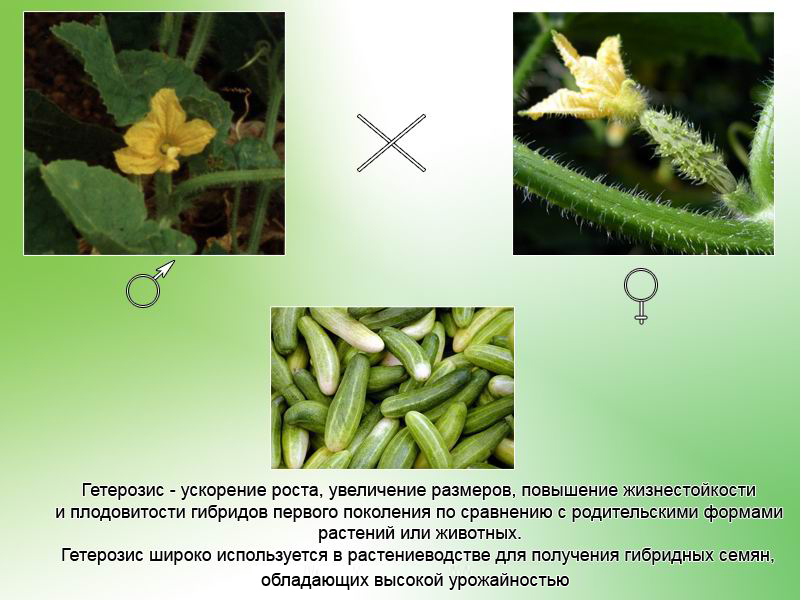 Гетерозис - ускорение роста, увеличение размеров, повышение жизнестойкости
и плодовитости гибридов первого поколения по сравнению с родительскими формами
растений или животных.
Гетерозис широко используется в растениеводстве для получения гибридных семян,
обладающих высокой урожайностью